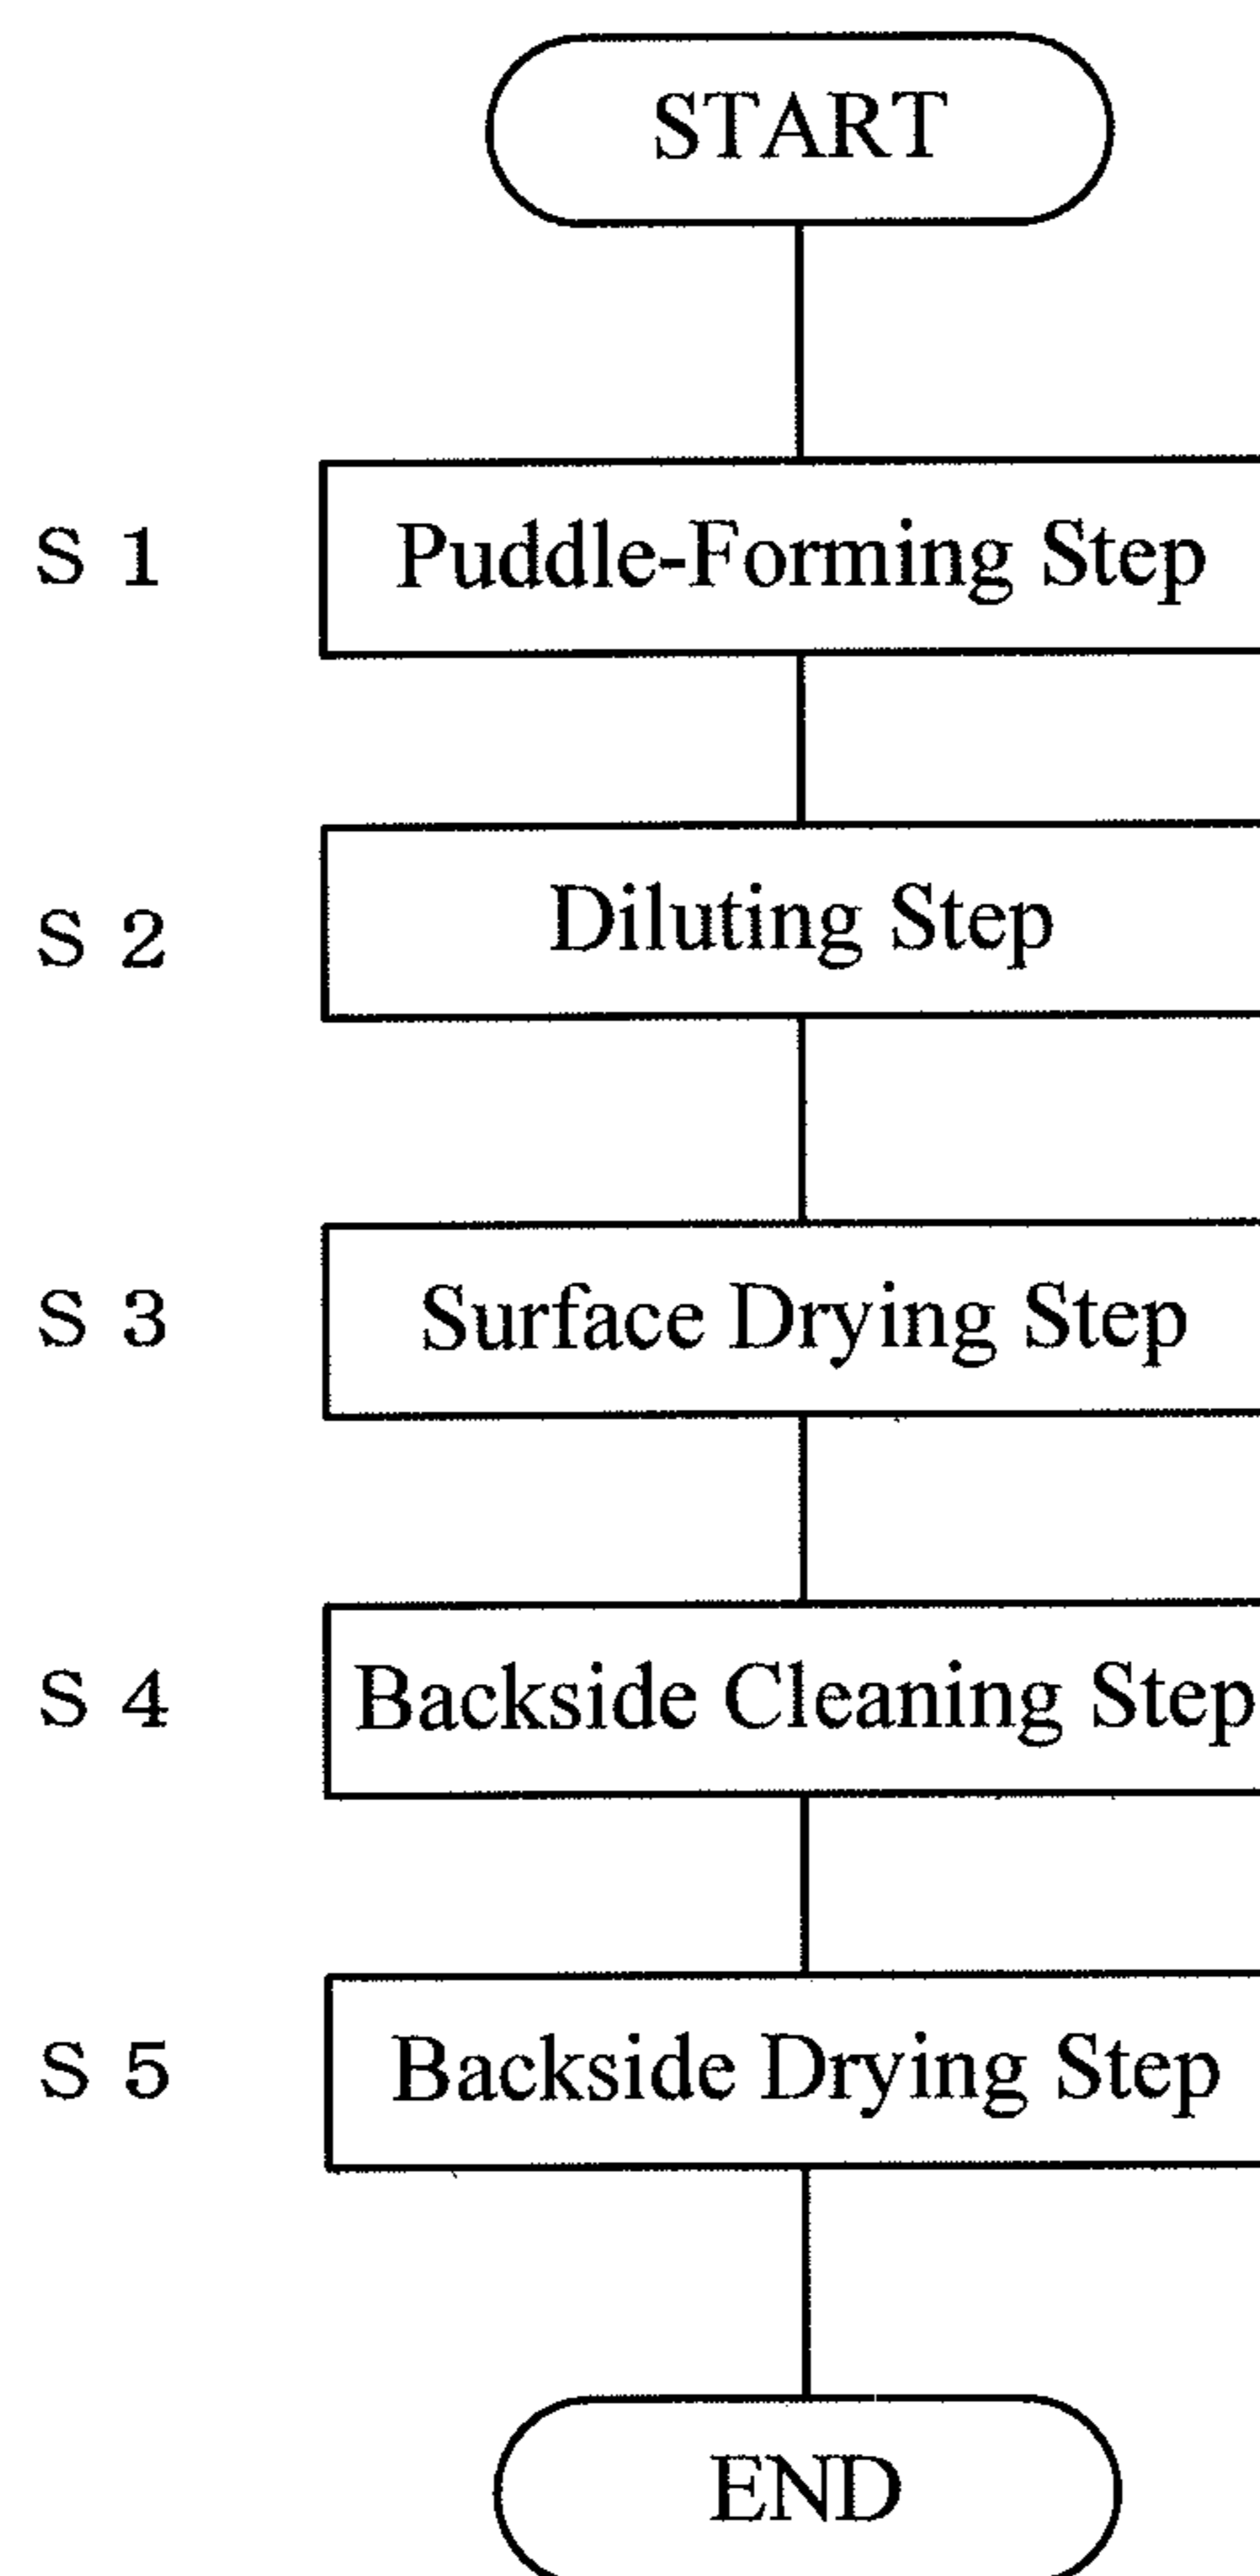 START
S 1 Puddle-Forming Step
S 2 Diluting Step
S 3 Surface Drying Step
S 4 Backside Cleaning Step
S 5 Backside Drying Step
END